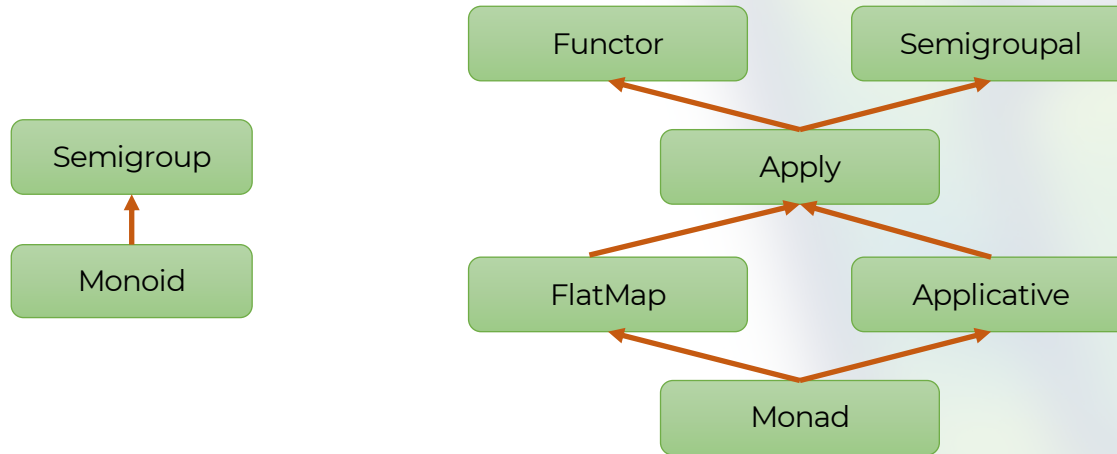 Functor
Semigroupal
Semigroup
Apply
Monoid
FlatMap
Applicative
Monad